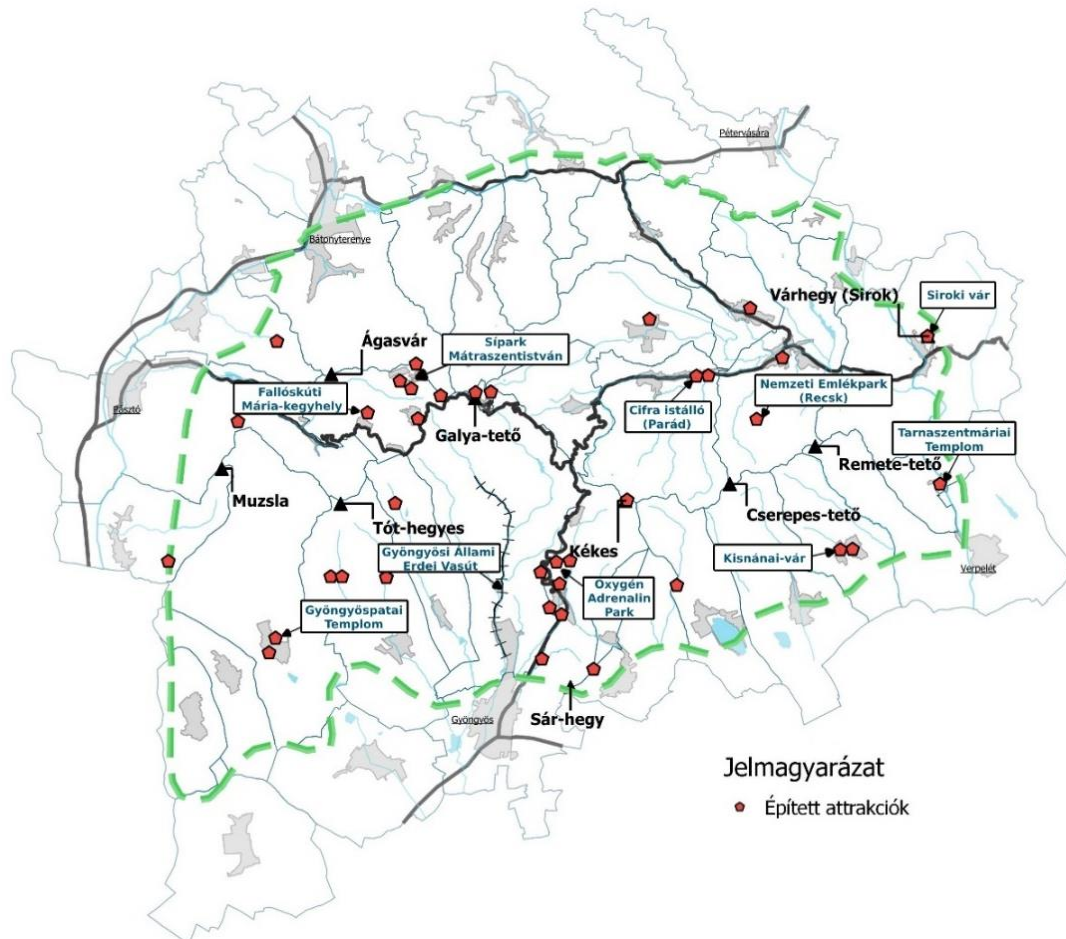 Pétervására
Bátonyterenye
Várhegy (Sirok)
Siroki vár
Ágasvár
Sípark
Mátraszentistván
Nemzeti Emlékpark
(Recsk)
Fallóskúti
Mária-kegyhely
Cifra istálló
(Parád)
Pásztó
Galya-tető
Tarnaszentmáriai
Templom
Remete-tető
Muzsla
Cserepes-tető
Tót-hegyes
Gyöngyösi Állami
Erdei Vasút
Kékes
Kisnánai-vár
Verpelét
Oxygén
Adrenalin
Park
Gyöngyöspatai
Templom
Gyöngyös
Sár-hegy
Jelmagyarázat
Épített attrakciók